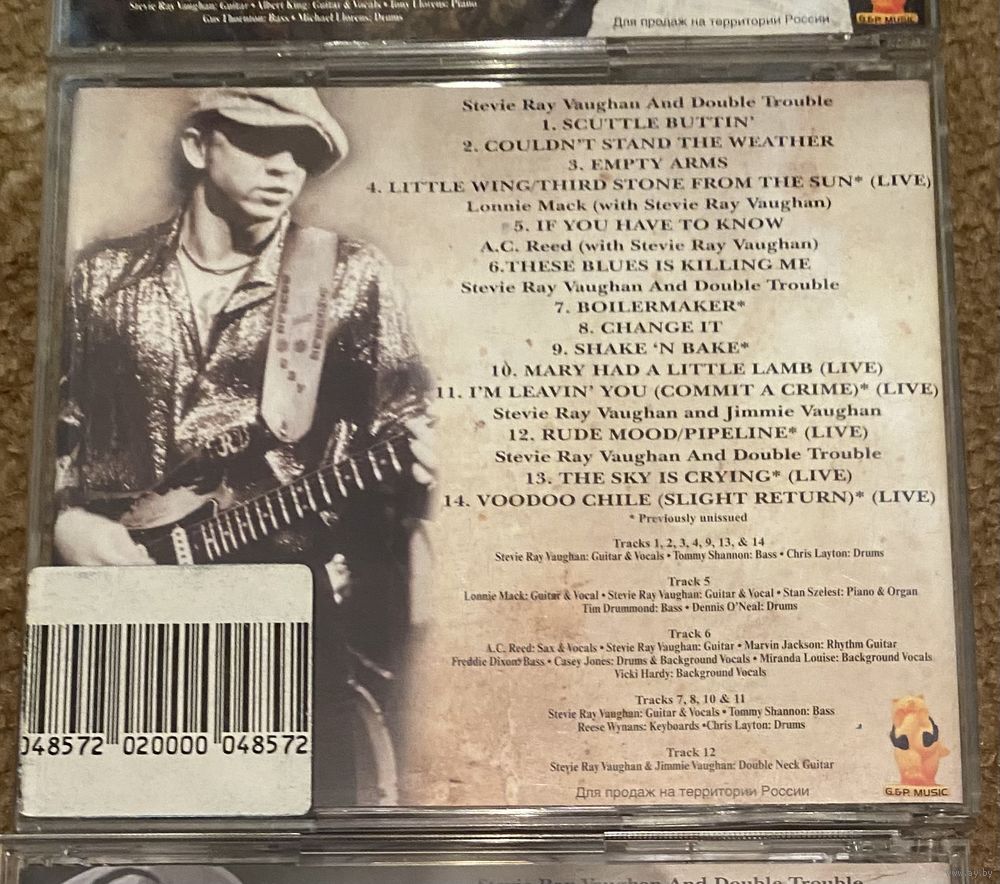 Stevie Ray Vaughan: Guitar • Albert King: Guitar & Vocals • Tony Llorens: Piano
Gus Thornton: Bass • Michael Llorens: Drums
Для продаж на территории России
G&P. MUSIC
Stevie Ray Vaughan And Double Trouble
1. SCUTTLE BUTTIN'
2. COULDN'T STAND THE WEATHER
3. EMPTY ARMS
4. LITTLE WING/THIRD STONE FROM THE SUN* (LIVE)
Lonnie Mack (with Stevie Ray Vaughan)
5. IF YOU HAVE TO KNOW
A.C. Reed (with Stevie Ray Vaughan)
6.THESE BLUES IS KILLING ME
Stevie Ray Vaughan And Double Trouble
7. BOILERMAKER*
8. CHANGE IT
9. SHAKE 'N BAKE*
10. MARY HAD A LITTLE LAMB (LIVE)
11. I'M LEAVIN' YOU (COMMIT A CRIME)* (LIVE)
Stevie Ray Vaughan and Jimmie Vaughan
12. RUDE MOOD/PIPELINE* (LIVE)
Stevie Ray Vaughan And Double Trouble
13. THE SKY IS CRYING* (LIVE)
14. VOODOO CHILE (SLIGHT RETURN)* (LIVE)
* Previously unissued
Tracks 1, 2, 3, 4, 9, 13, & 14
Stevie Ray Vaughan: Guitar & Vocals • Tommy Shannon: Bass • Chris Layton: Drums
Track 5
Lonnie Mack: Guitar & Vocal • Stevie Ray Vaughan: Guitar & Vocal • Stan Szelest: Piano & Organ
Tim Drummond: Bass • Dennis O'Neal: Drums
Track 6
A.C. Reed: Sax & Vocals • Stevie Ray Vaughan: Guitar • Marvin Jackson: Rhythm Guitar
Freddie Dixon: Bass • Casey Jones: Drums & Background Vocals • Miranda Louise: Background Vocals
Vicki Hardy: Background Vocals
Tracks 7, 8, 10 & 11
Stevie Ray Vaughan: Guitar & Vocals • Tommy Shannon: Bass
Reese Wynans: Keyboards •Chris Layton: Drums
Track 12
Stevie Ray Vaughan & Jimmie Vaughan: Double Neck Guitar
Для продаж на территории России
G&P. MUSIC
048572 020000 048572
Stevie Ray Vaughan And Double Trouble
www.ay.by